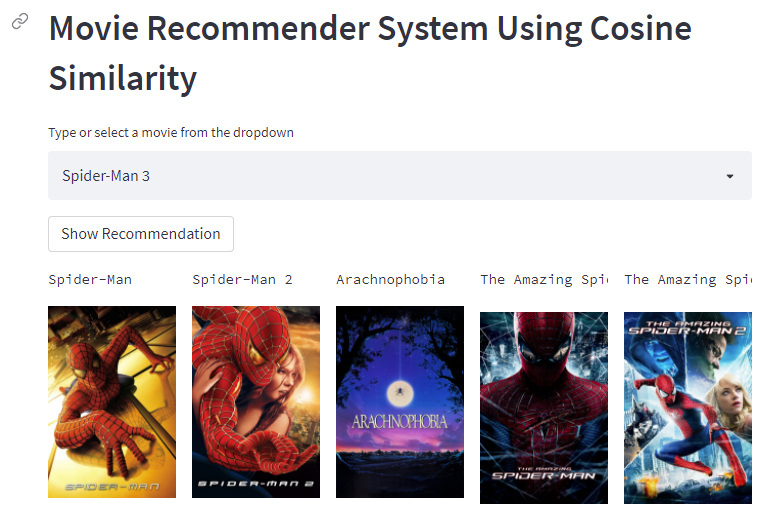 Movie Recommender System Using Cosine
Similarity
Type or select a movie from the dropdown
Spider-Man 3
Show Recommendation
Spider-Man
Spider-Man 2
Arachnophobia
The Amazing Spi
The Amazing Spi
SPIDER-MAN
SPIDER-MAN 2
ARACHNOPHOBIA
THE AMAZING
SPIDER-MAN
THE AMAZING
SPIDER-MAN 2